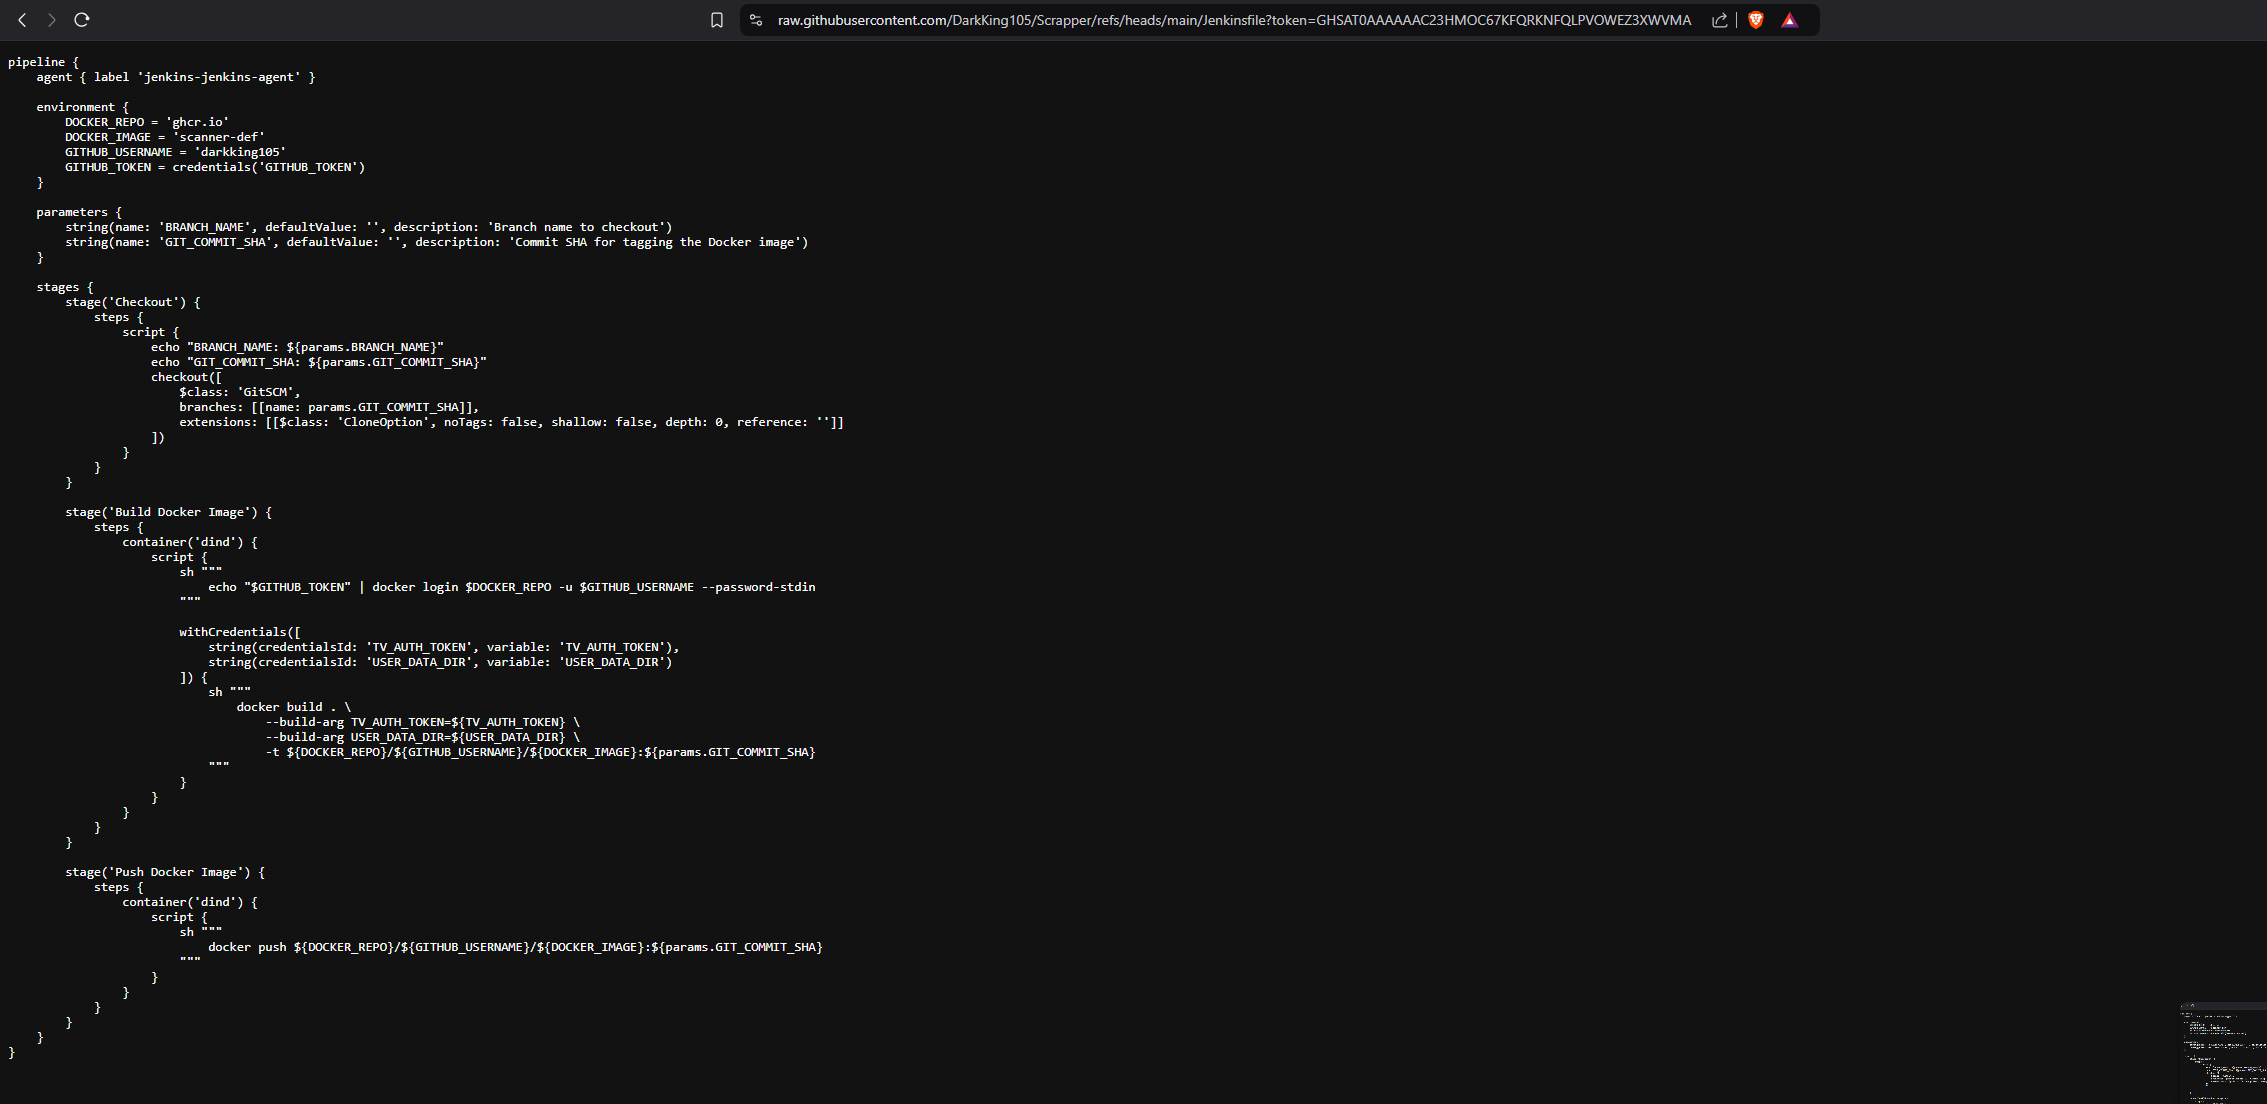 raw.githubusercontent.com/DarkKing105/Scrapper/refs/heads/main/Jenkinsfile?token=GHSAT0AAAAAAC23HMOC67KFQRKNFQLPVOWEZ3XWVMA
pipeline {
    agent { label 'jenkins-jenkins-agent' }

    environment {
        DOCKER_REPO = 'ghcr.io'
        DOCKER_IMAGE = 'scanner-def'
        GITHUB_USERNAME = 'darkking105'
        GITHUB_TOKEN = credentials('GITHUB_TOKEN')
    }

    parameters {
        string(name: 'BRANCH_NAME', defaultValue: '', description: 'Branch name to checkout')
        string(name: 'GIT_COMMIT_SHA', defaultValue: '', description: 'Commit SHA for tagging the Docker image')
    }

    stages {
        stage('Checkout') {
            steps {
                script {
                    echo "BRANCH_NAME: ${params.BRANCH_NAME}"
                    echo "GIT_COMMIT_SHA: ${params.GIT_COMMIT_SHA}"
                    checkout([
                        $class: 'GitSCM',
                        branches: [[name: params.GIT_COMMIT_SHA]],
                        extensions: [[$class: 'CloneOption', noTags: false, shallow: false, depth: 0, reference: '']]
                    ])
                }
            }
        }

        stage('Build Docker Image') {
            steps {
                container('dind') {
                    script {
                        sh """
                            echo "$GITHUB_TOKEN" | docker login $DOCKER_REPO -u $GITHUB_USERNAME --password-stdin
                        """

                        withCredentials([
                            string(credentialsId: 'TV_AUTH_TOKEN', variable: 'TV_AUTH_TOKEN'),
                            string(credentialsId: 'USER_DATA_DIR', variable: 'USER_DATA_DIR')
                        ]) {
                            sh """
                                docker build . \
                                    --build-arg TV_AUTH_TOKEN=${TV_AUTH_TOKEN} \
                                    --build-arg USER_DATA_DIR=${USER_DATA_DIR} \
                                    -t ${DOCKER_REPO}/${GITHUB_USERNAME}/${DOCKER_IMAGE}:${params.GIT_COMMIT_SHA}
                            """
                        }
                    }
                }
            }
        }

        stage('Push Docker Image') {
            steps {
                container('dind') {
                    script {
                        sh """
                            docker push ${DOCKER_REPO}/${GITHUB_USERNAME}/${DOCKER_IMAGE}:${params.GIT_COMMIT_SHA}
                        """
                    }
                }
            }
        }
    }
}